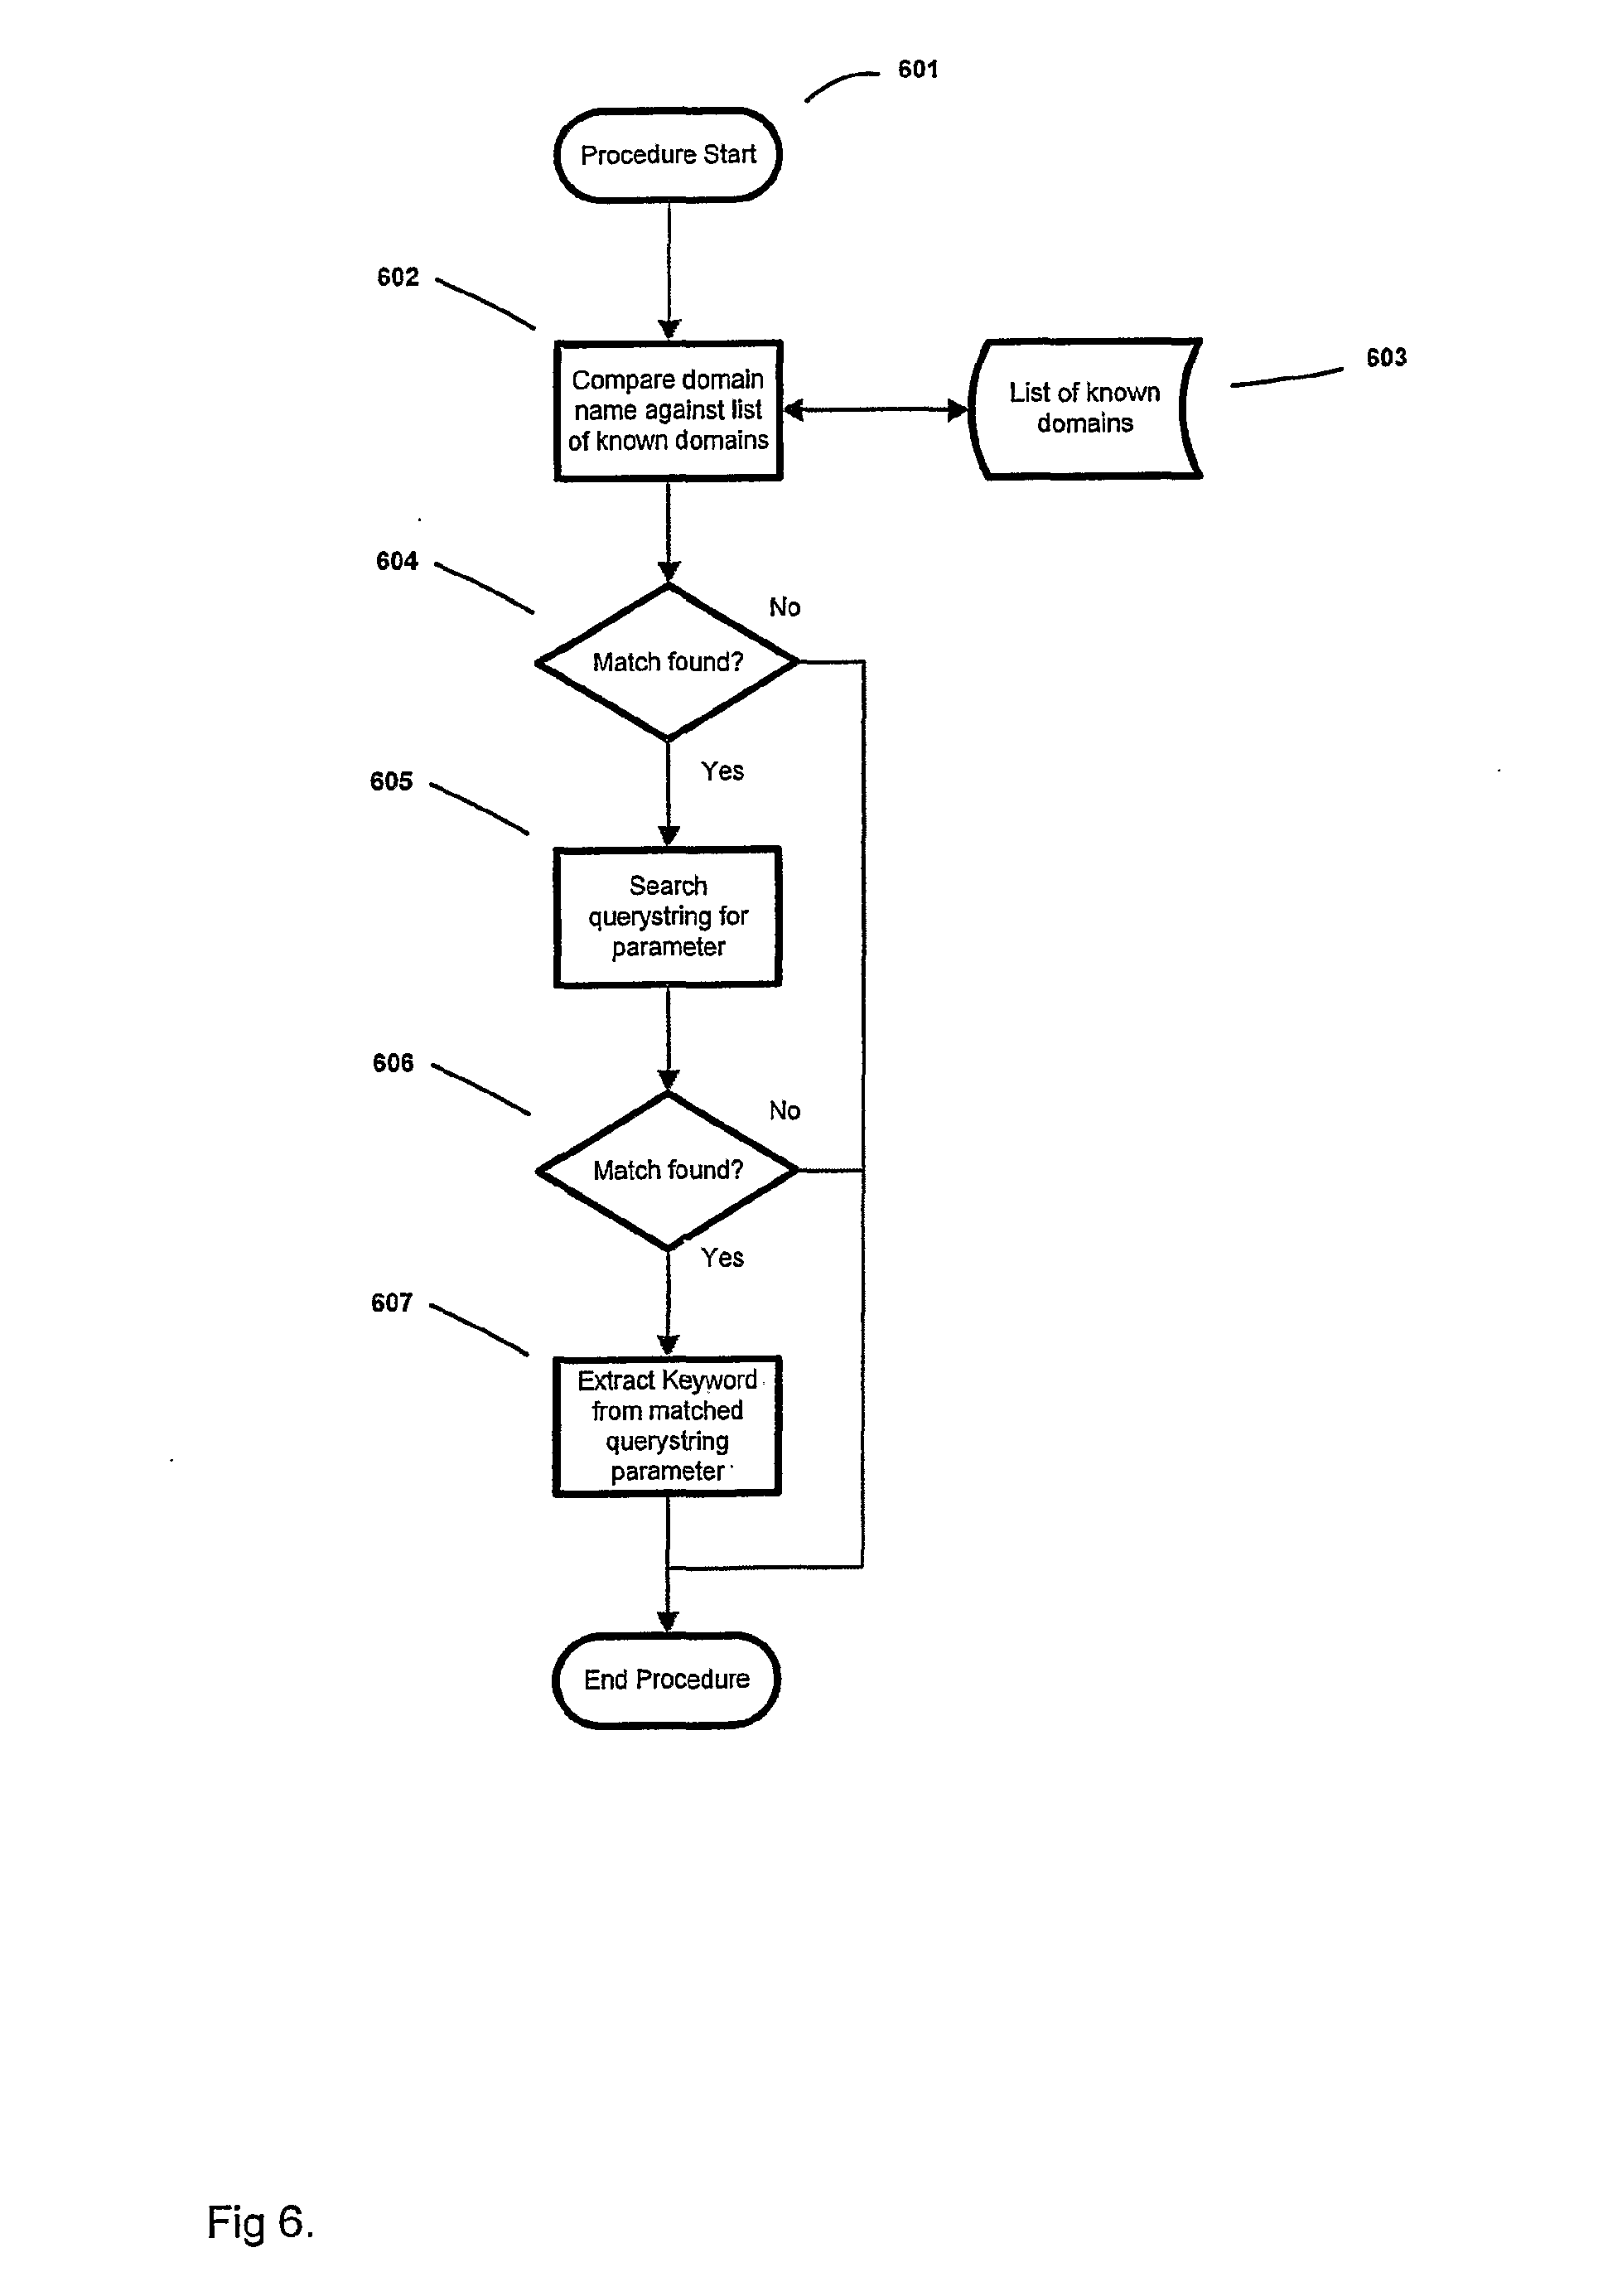 601
Procedure Start
602
Compare domain
name against list
of known domains
603
List of known
domains
604
No
Match found?
Yes
605
Search
querystring for
parameter
606
No
Match found?
Yes
607
Extract Keyword
from matched
querystring
parameter
End Procedure
Fig 6.